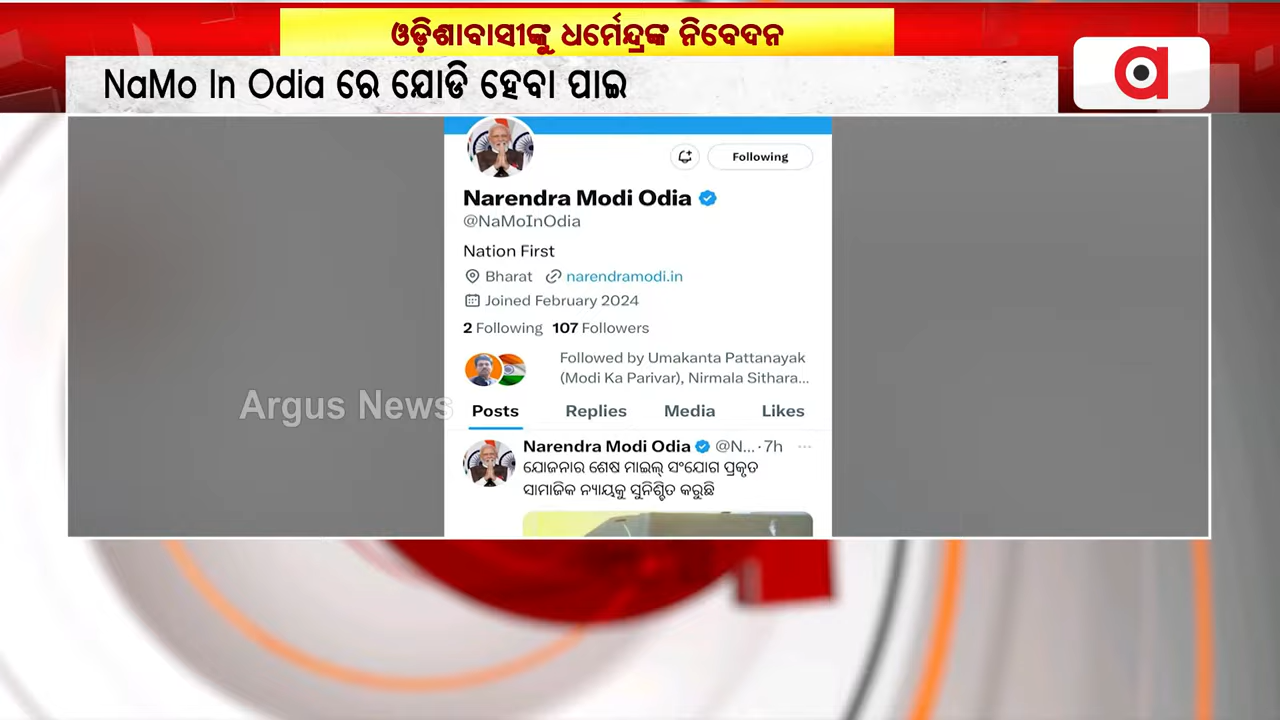 ଓଡ଼ିଶାବାସୀଙ୍କୁ ଧର୍ମେନ୍ଦ୍ରଙ୍କ ନିବେଦନ
NaMo In Odia ରେ ଯୋଡି ହେବା ପାଇ
a
Following
Narendra Modi Odia
@NaMoInOdia
Nation First
Bharat narendramodi.in
Joined February 2024
2 Following 107 Followers
Followed by Umakanta Pattanayak
(Modi Ka Parivar), Nirmala Sithara...
Argus News
Posts Replies Media Likes
Narendra Modi Odia @N... · 7h ...
ଯୋଜନାର ଶେଷ ମାଇଲ୍ ସଂଯୋଗ ପ୍ରକୃତ
ସାମାଜିକ ନ୍ୟାୟକୁ ସୁନିଶ୍ଚିତ କରୁଛି